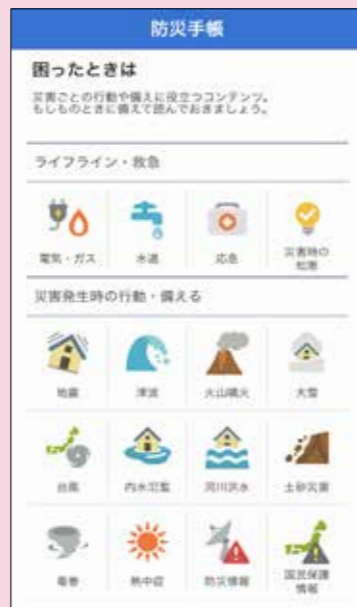 防災手帳
困ったときは
災害ごとの行動や備えに役立つコンテンツ。
もしものときに備えて読んでおきましょう。
ライフライン・救急
電気・ガス
水道
応急
災害時の
知恵
災害発生時の行動・備える
地震
津波
火山噴火
大雪
台風
内水氾濫
河川洪水
土砂災害
竜巻
熱中症
防災情報
国民保護
情報